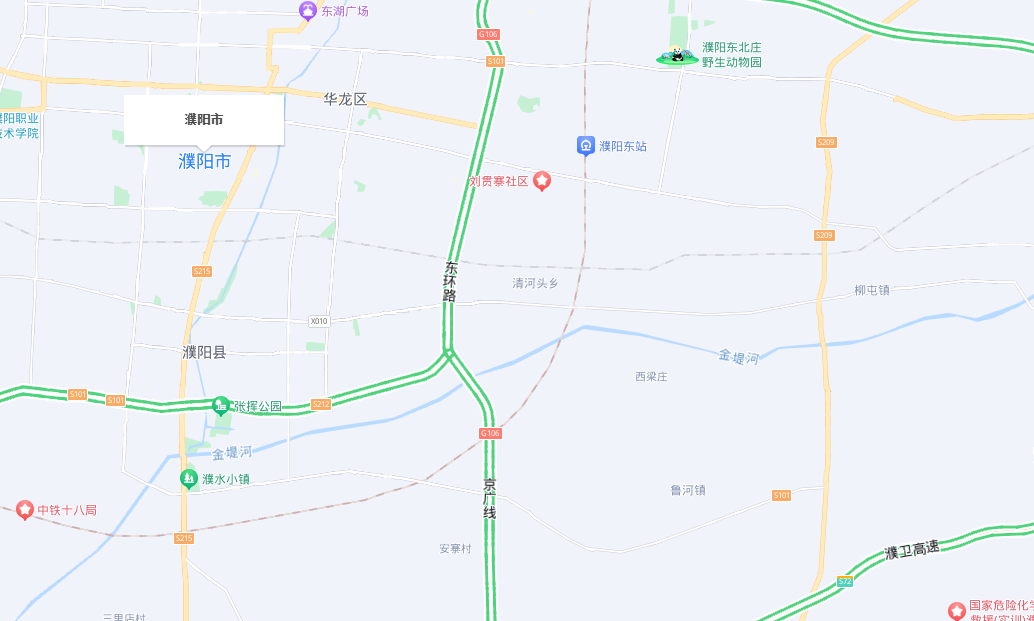 东湖广场
G106
S101
濮阳东北庄
野生动物园
华龙区
濮阳职业
技术学院
濮阳市
濮阳市
S209
濮阳东站
刘贯寨社区
S209
东环路
S215
清河头乡
柳屯镇
X010
濮阳县
金堤河
西梁庄
S101
S101
张挥公园
S212
G106
金堤河
濮水小镇
京广线
鲁河镇
S101
中铁十八局
S215
安寨村
濮卫高速
S72
国家危险化学
救援(实训)濮
三里店村